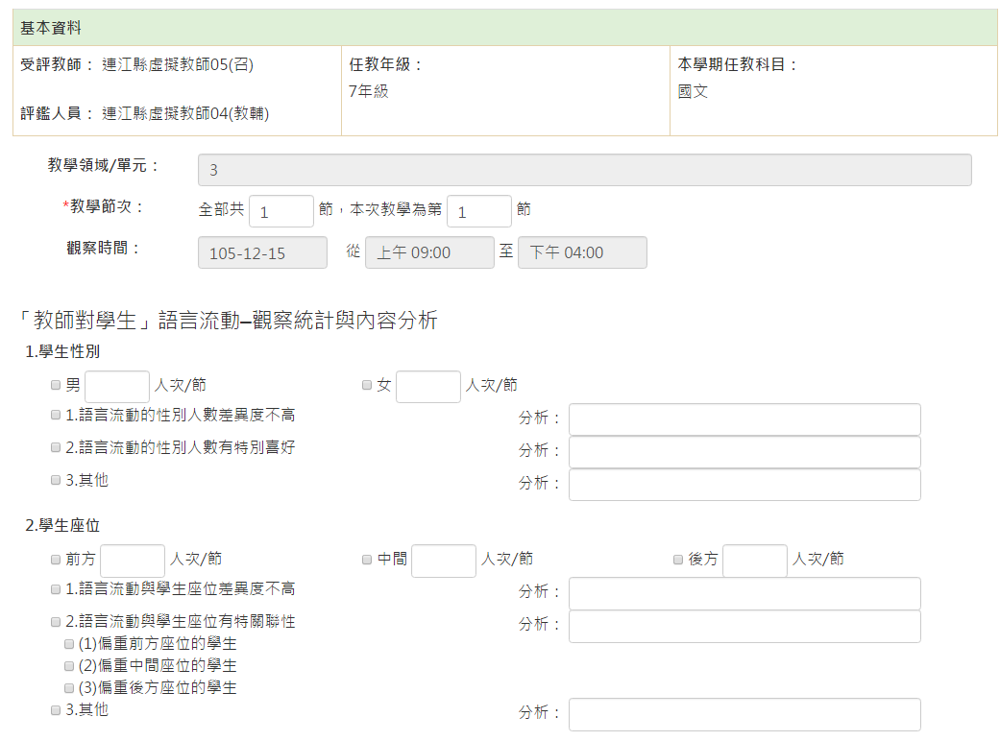 基本資料
受評教師： 連江縣虛擬教師05(召)
評鑑人員： 連江縣虛擬教師04(教輔)
任教年級：
7年級
本學期任教科目：
國文
教學領域/單元： 3
*教學節次： 全部共 1 節，本次教學為第 1 節
觀察時間： 105-12-15 從 上午 09:00 至 下午 04:00
「教師對學生」語言流動–觀察統計與內容分析
1.學生性別
男 人次/節 女 人次/節
1.語言流動的性別人數差異度不高 分析：
2.語言流動的性別人數有特別喜好 分析：
3.其他 分析：
2.學生座位
前方 人次/節 中間 人次/節 後方 人次/節
1.語言流動與學生座位差異度不高 分析：
2.語言流動與學生座位有特關聯性 分析：
(1)偏重前方座位的學生
(2)偏重中間座位的學生
(3)偏重後方座位的學生
3.其他 分析：